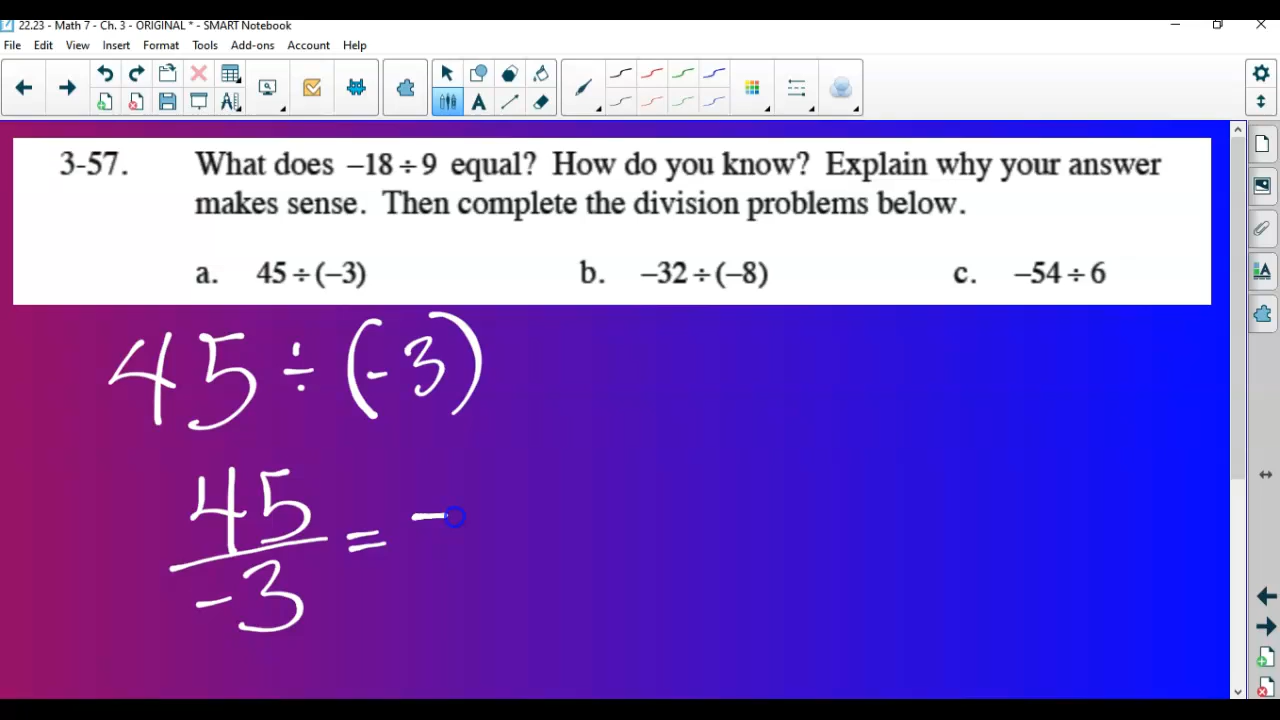 22.23 - Math 7 - Ch. 3 - ORIGINAL * - SMART Notebook
File Edit View Insert Format Tools Add-ons Account Help
3-57. What does –18 ÷ 9 equal? How do you know? Explain why your answer
makes sense. Then complete the division problems below.
a. 45 ÷ (–3) b. –32 ÷ (–8) c. –54 ÷ 6
45 ÷ (-3)
45
-3
= -